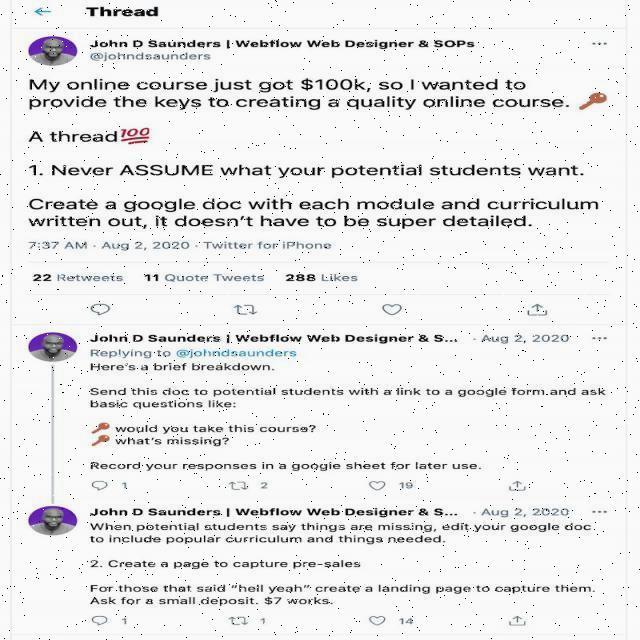 Thread
John D Saunders | Webflow Web Designer & SOPs
@johndsaunders
My online course just got $100k, so I wanted to
provide the keys to creating a quality online course. 🔑
A thread💯
1. Never ASSUME what your potential students want.
Create a google doc with each module and curriculum
written out, it doesn't have to be super detailed.
7:37 AM · Aug 2, 2020 · Twitter for iPhone
22 Retweets 11 Quote Tweets 288 Likes
John D Saunders | Webflow Web Designer & S... · Aug 2, 2020
Replying to @johndsaunders
Here's a brief breakdown.
Send this doc to potential students with a link to a google form and ask
basic questions like:
🔑 would you take this course?
🔑 what's missing?
Record your responses in a google sheet for later use.
1 2 19
John D Saunders | Webflow Web Designer & S... · Aug 2, 2020
When potential students say things are missing, edit your google doc
to include popular curriculum and things needed.
2. Create a page to capture pre-sales
For those that said "hell yeah" create a landing page to capture them.
Ask for a small deposit. $7 works.
1 1 14